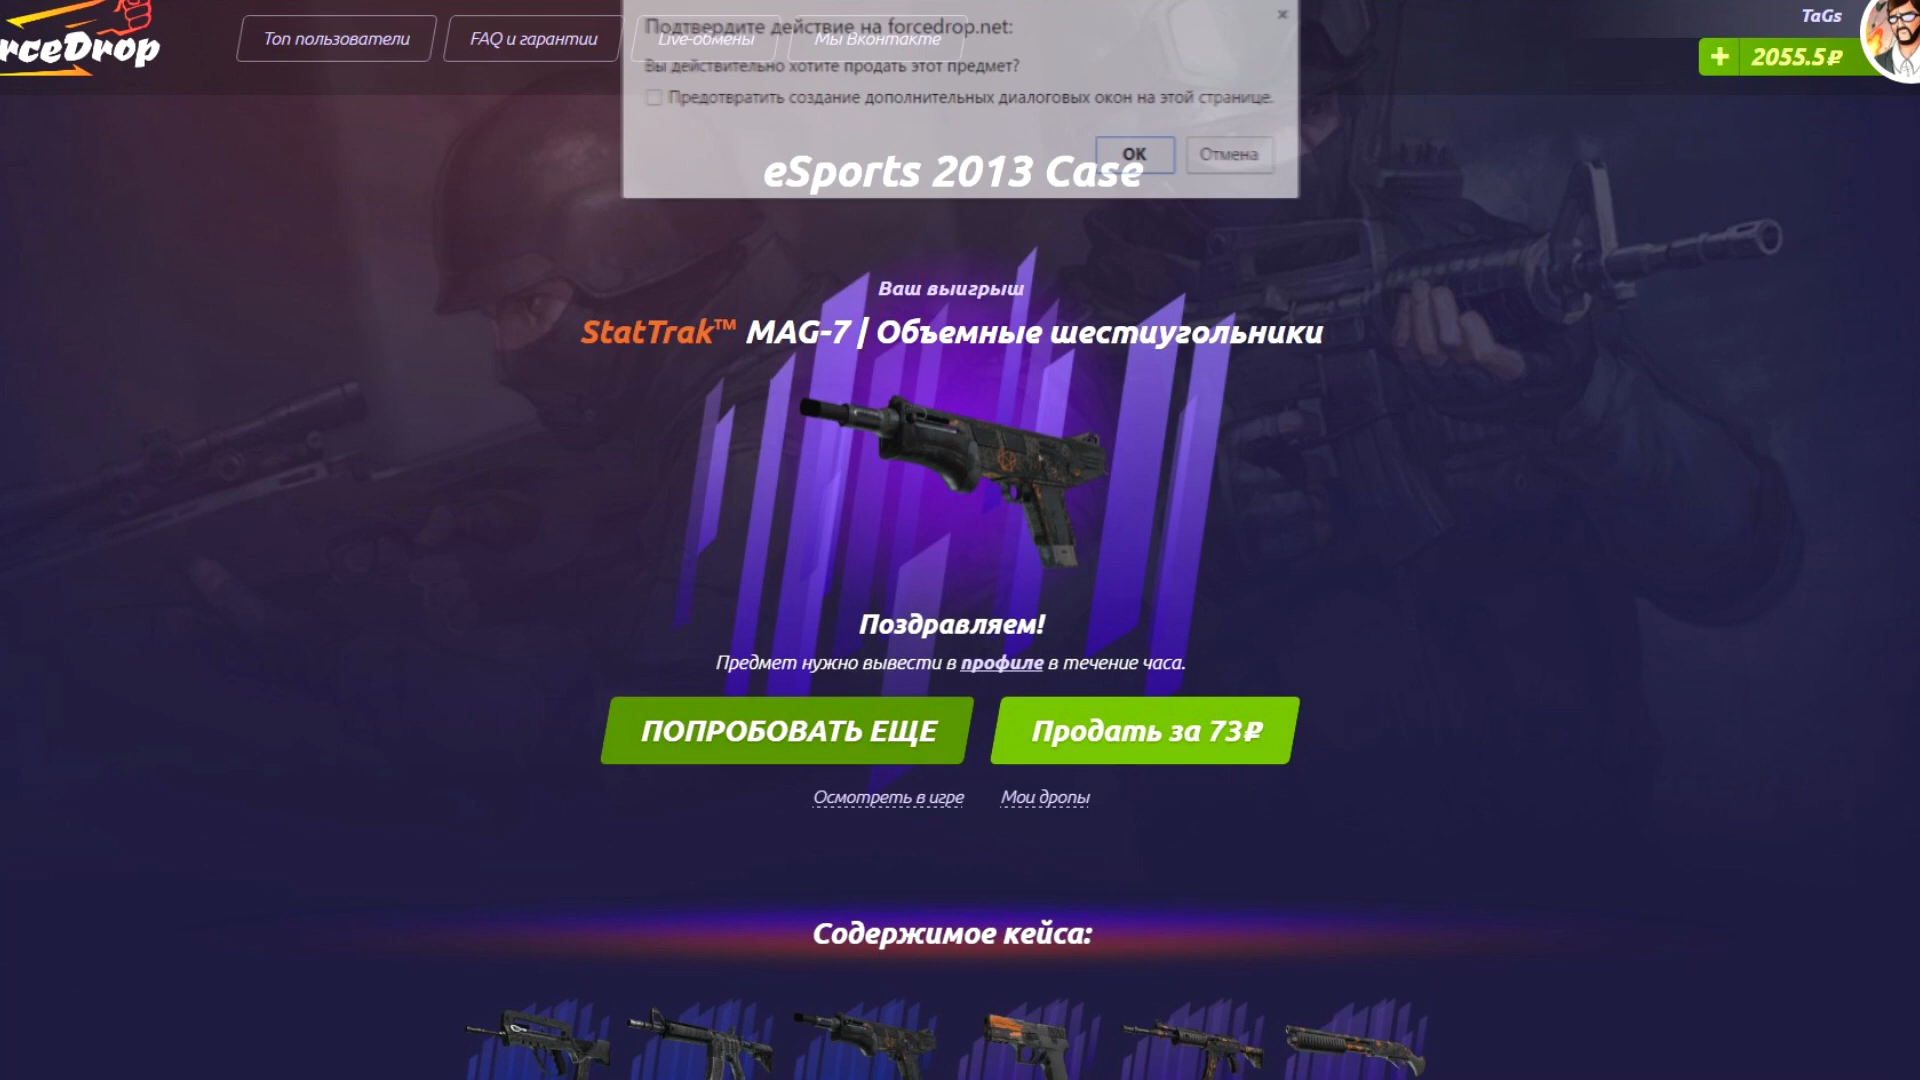 rceDrop
Топ пользователи
FAQ и гарантии
Live-обмены
Мы Вконтакте
TaGs
+ 2055.5₽
Подтвердите действие на forcedrop.net:
Вы действительно хотите продать этот предмет?
Предотвратить создание дополнительных диалоговых окон на этой странице.
OK
Отмена
eSports 2013 Case
Ваш выигрыш
StatTrak™ MAG-7 | Объемные шестиугольники
Поздравляем!
Предмет нужно вывести в профиле в течение часа.
ПОПРОБОВАТЬ ЕЩЕ
Продать за 73₽
Осмотреть в игре
Мои дропы
Содержимое кейса: